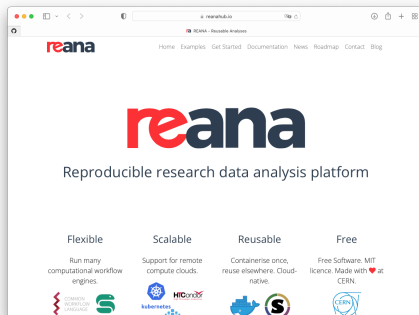 reanahub.io
REANA – Reusable Analyses
reana
Home Examples Get Started Documentation News Roadmap Contact Blog
reana
Reproducible research data analysis platform
Flexible
Run many
computational workflow
engines.
COMMON
WORKFLOW
LANGUAGE
Scalable
Support for remote
compute clouds.
kubernetes
HTCondor
Reusable
Containerise once,
reuse elsewhere. Cloud-
native.
Free
Free Software. MIT
licence. Made with ❤ at
CERN.
CERN